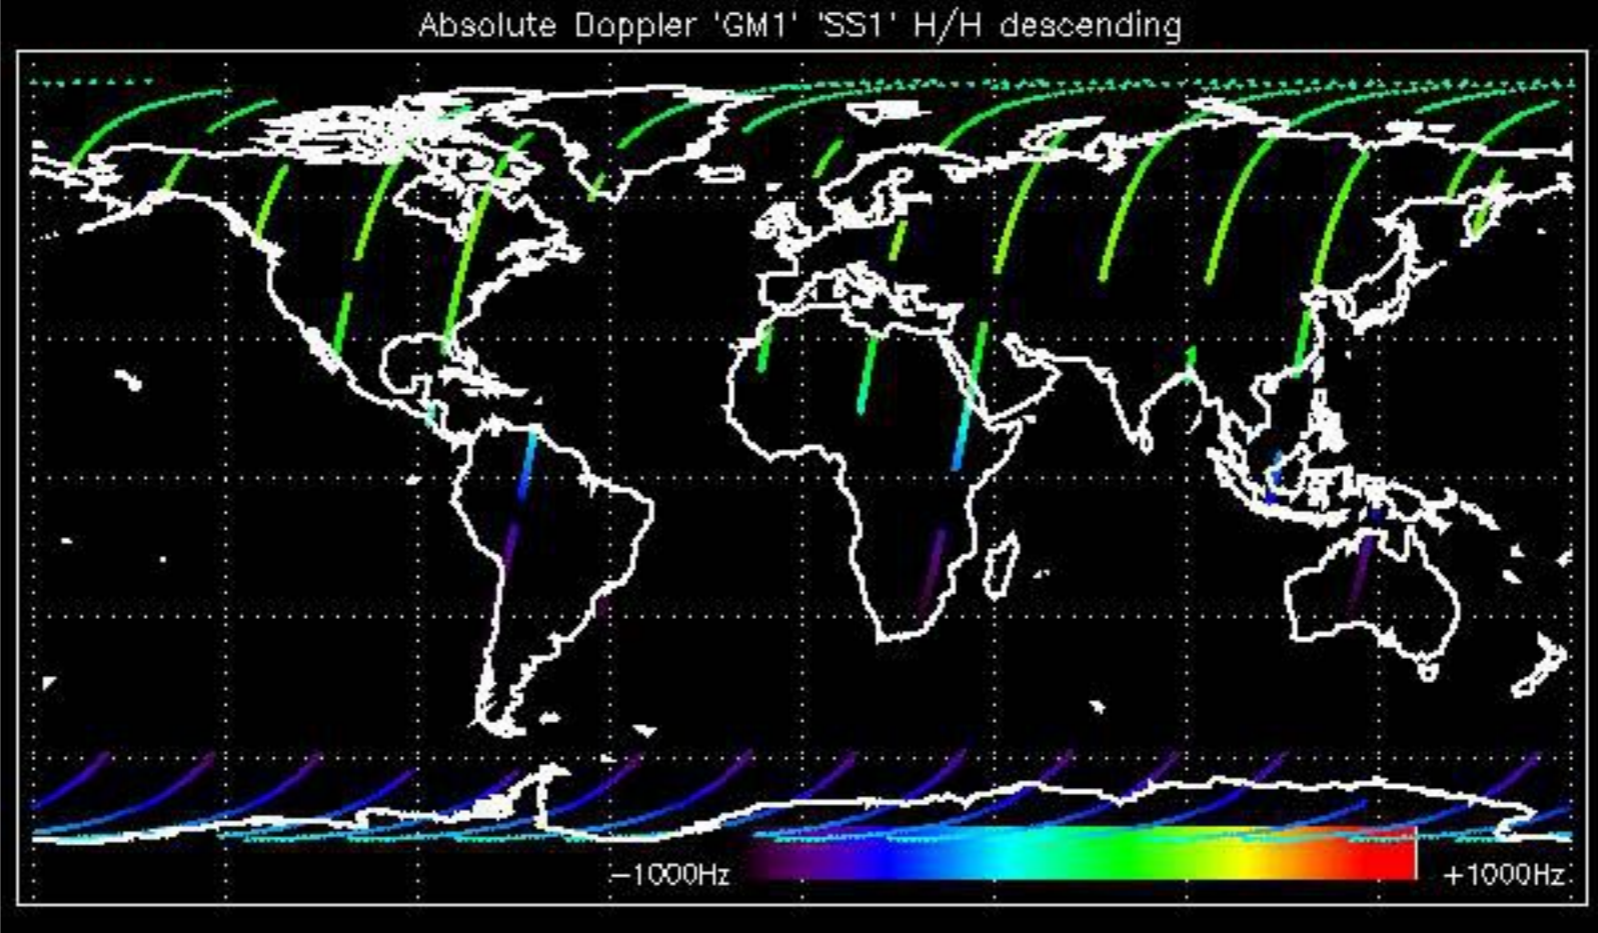 Absolute Doppler 'GM1' 'SS1' H/H descending
−1000Hz
+1000Hz